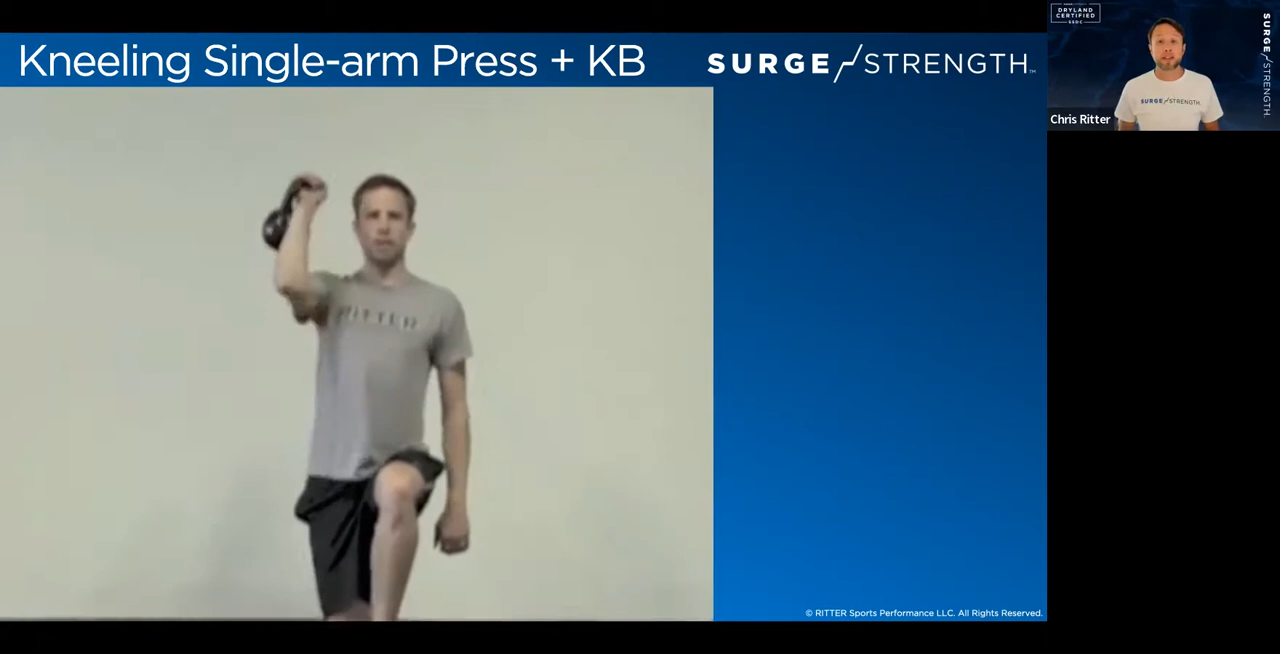 Kneeling Single-arm Press + KB
SURGE/STRENGTH™
RITTER
© RITTER Sports Performance LLC. All Rights Reserved.
DRYLAND
CERTIFIED
SURGE/STRENGTH.
SURGE/STRENGTH.
Chris Ritter